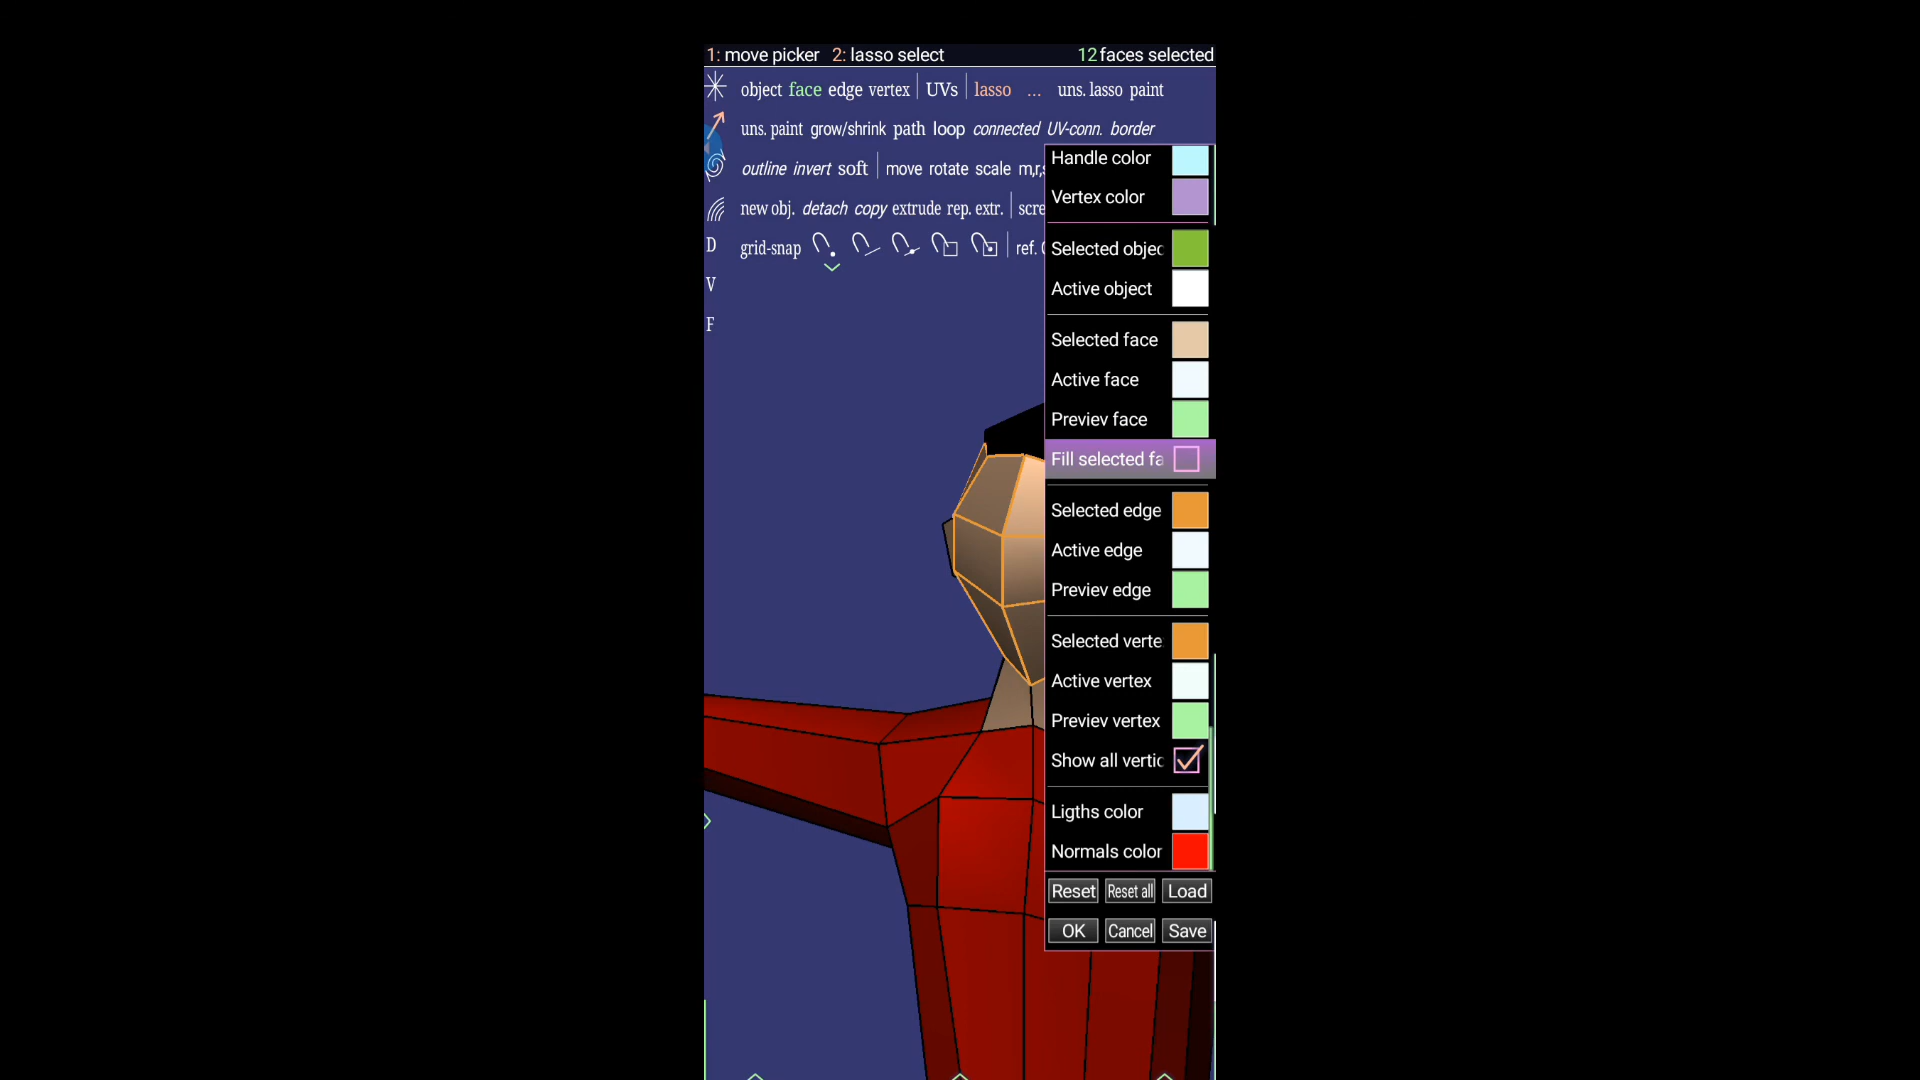 1: move picker 2: lasso select 12 faces selected
object face edge vertex UVs lasso ... uns. lasso paint
uns. paint grow/shrink path loop connected UV-conn. border
outline invert soft move rotate scale m,r,s
new obj. detach copy extrude rep. extr. scre
D grid-snap ref.
V
F
Handle color
Vertex color
Selected objec
Active object
Selected face
Active face
Previev face
Fill selected fa
Selected edge
Active edge
Previev edge
Selected verte
Active vertex
Previev vertex
Show all vertic
Ligths color
Normals color
Reset Reset all Load
OK Cancel Save